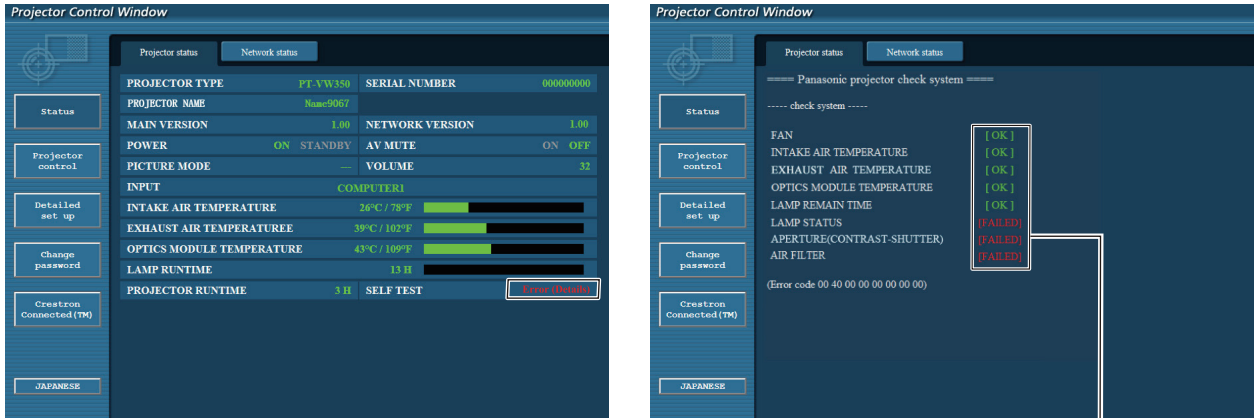 Projector Control Window
Projector status Network status
Status
Projector
control
Detailed
set up
Change
password
Crestron
Connected(TM)
JAPANESE
PROJECTOR TYPE PT-VW350 SERIAL NUMBER 000000000
PROJECTOR NAME Name9067
MAIN VERSION 1.00 NETWORK VERSION 1.00
POWER ON STANDBY AV MUTE ON OFF
PICTURE MODE --- VOLUME 32
INPUT COMPUTER1
INTAKE AIR TEMPERATURE 26°C / 78°F
EXHAUST AIR TEMPERATUREE 39°C / 102°F
OPTICS MODULE TEMPERATURE 43°C / 109°F
LAMP RUNTIME 13 H
PROJECTOR RUNTIME 3 H SELF TEST Error (Details)
Projector Control Window
Projector status Network status
Status
Projector
control
Detailed
set up
Change
password
Crestron
Connected(TM)
JAPANESE
==== Panasonic projector check system ====
----- check system -----
FAN [ OK ]
INTAKE AIR TEMPERATURE [ OK ]
EXHAUST AIR TEMPERATURE [ OK ]
OPTICS MODULE TEMPERATURE [ OK ]
LAMP REMAIN TIME [ OK ]
LAMP STATUS [FAILED]
APERTURE(CONTRAST-SHUTTER) [FAILED]
AIR FILTER [FAILED]
(Error code 00 40 00 00 00 00 00 00)